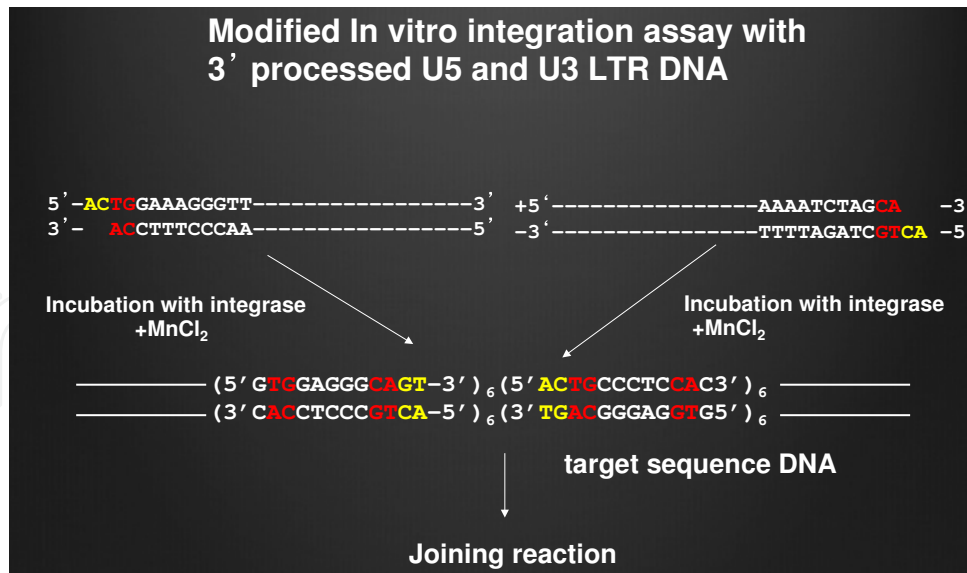 Modified In vitro integration assay with
3’ processed U5 and U3 LTR DNA
5'-ACTGGAAAGGGTT-----------------3' +5‘----------------AAAATCTAGCA -3
3'- ACCTTTCCCAA-----------------5' -3‘----------------TTTTAGATCGTCA -5
Incubation with integrase
+MnCl₂
Incubation with integrase
+MnCl₂
(5’GTGGAGGGCAGT-3’)₆(5’ACTGCCCTCCAC3’)₆
(3’CACCTCCCGTCA-5’)₆(3’TGACGGGAGGTG5’)₆
target sequence DNA
Joining reaction